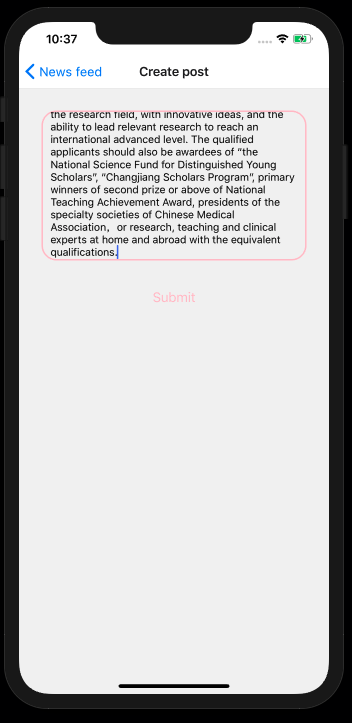 10:37
News feed
Create post
the research field, with innovative ideas, and the
ability to lead relevant research to reach an
international advanced level. The qualified
applicants should also be awardees of “the
National Science Fund for Distinguished Young
Scholars”, “Changjiang Scholars Program”, primary
winners of second prize or above of National
Teaching Achievement Award, presidents of the
specialty societies of Chinese Medical
Association，or research, teaching and clinical
experts at home and abroad with the equivalent
qualifications.
Submit